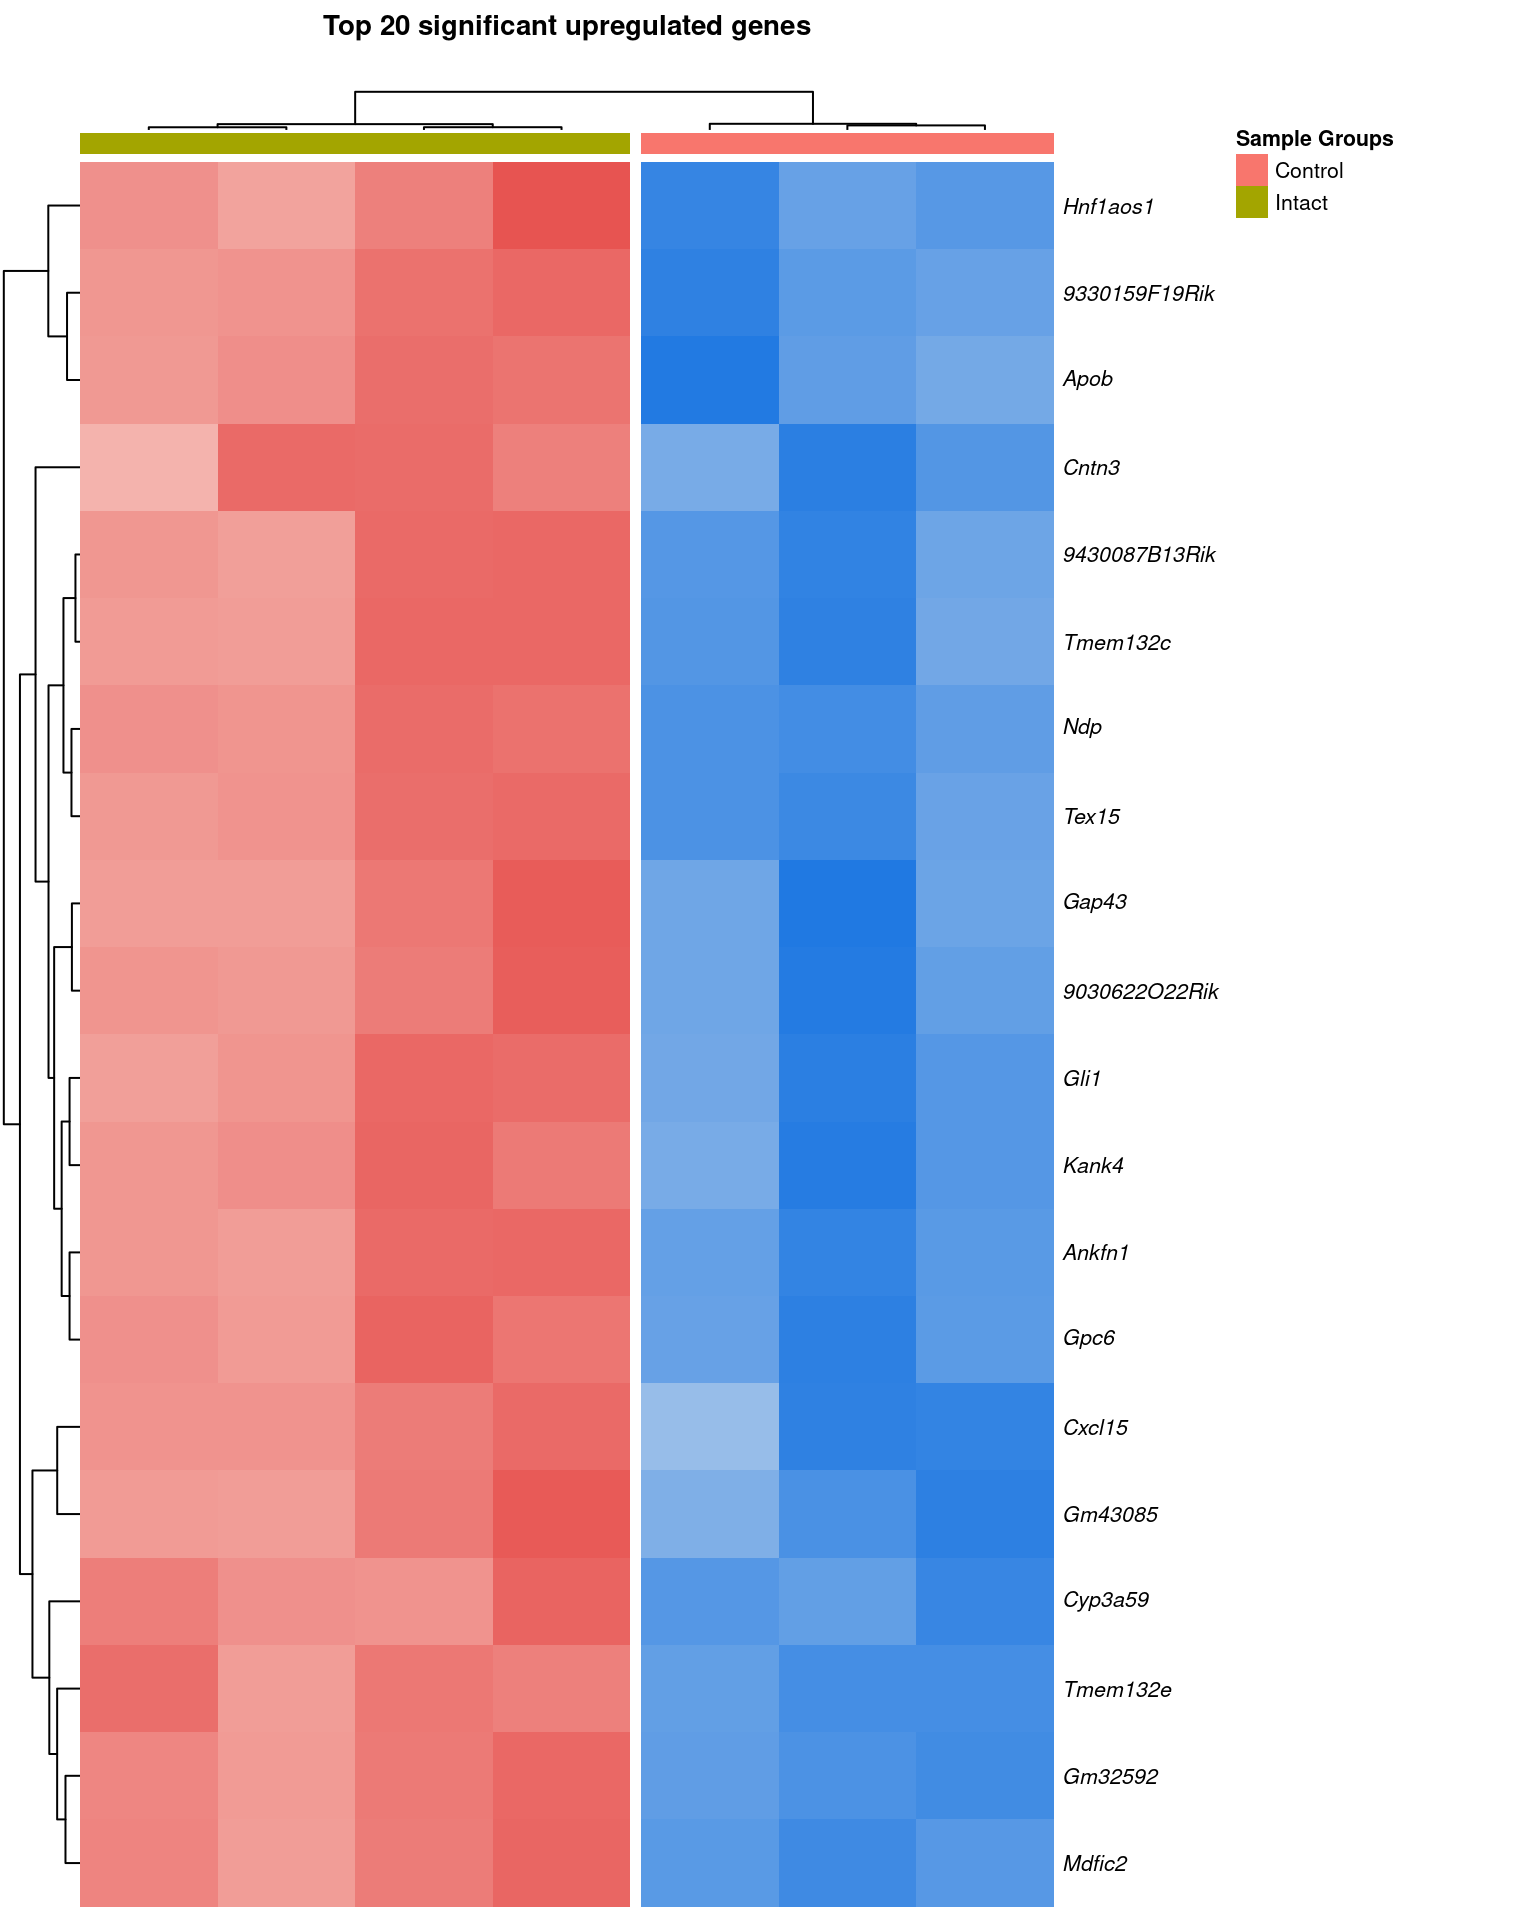 Top 20 significant upregulated genes
Sample Groups
Control
Intact
Hnf1aos1
9330159F19Rik
Apob
Cntn3
9430087B13Rik
Tmem132c
Ndp
Tex15
Gap43
9030622O22Rik
Gli1
Kank4
Ankfn1
Gpc6
Cxcl15
Gm43085
Cyp3a59
Tmem132e
Gm32592
Mdfic2